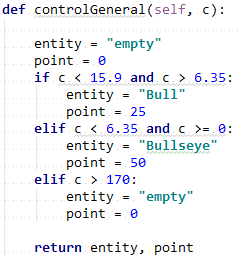 def controlGeneral(self, c):
entity = "empty"
point = 0
if c < 15.9 and c > 6.35:
entity = "Bull"
point = 25
elif c < 6.35 and c >= 0:
entity = "Bullseye"
point = 50
elif c > 170:
entity = "empty"
point = 0
return entity, point